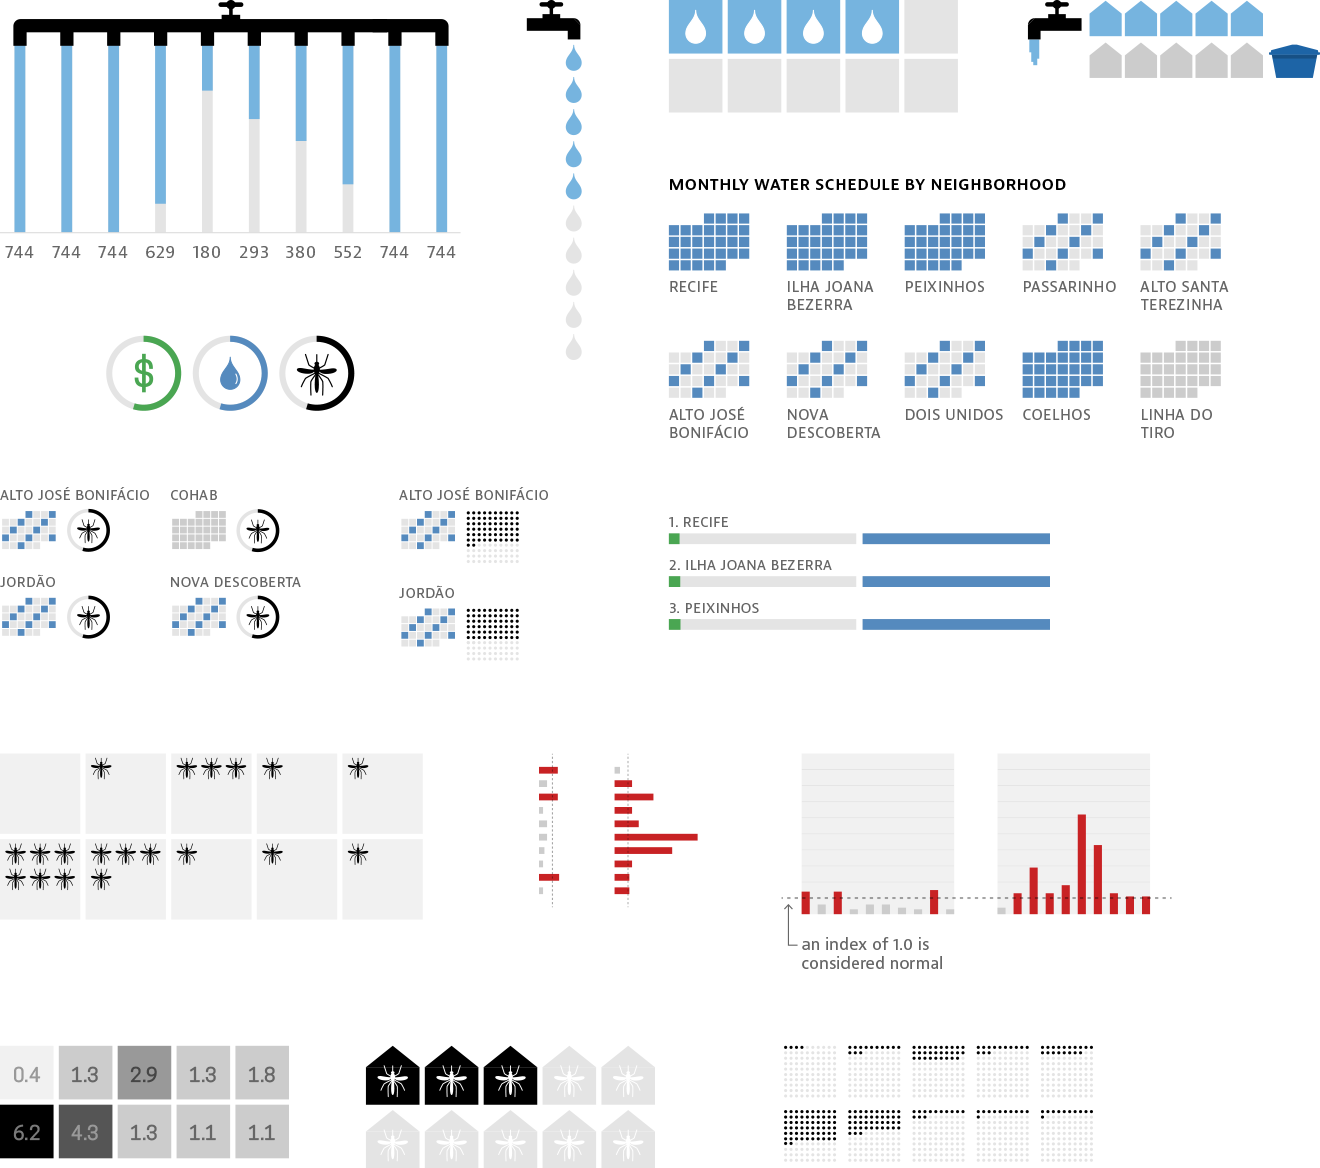 744 744 744 629 180 293 380 552 744 744
$
MONTHLY WATER SCHEDULE BY NEIGHBORHOOD
RECIFE
ILHA JOANA
BEZERRA
PEIXINHOS
PASSARINHO
ALTO SANTA
TEREZINHA
ALTO JOSÉ
BONIFÁCIO
NOVA
DESCOBERTA
DOIS UNIDOS
COELHOS
LINHA DO
TIRO
ALTO JOSÉ BONIFÁCIO
COHAB
JORDÃO
NOVA DESCOBERTA
ALTO JOSÉ BONIFÁCIO
JORDÃO
1. RECIFE
2. ILHA JOANA BEZERRA
3. PEIXINHOS
an index of 1.0 is
considered normal
0.4 1.3 2.9 1.3 1.8
6.2 4.3 1.3 1.1 1.1